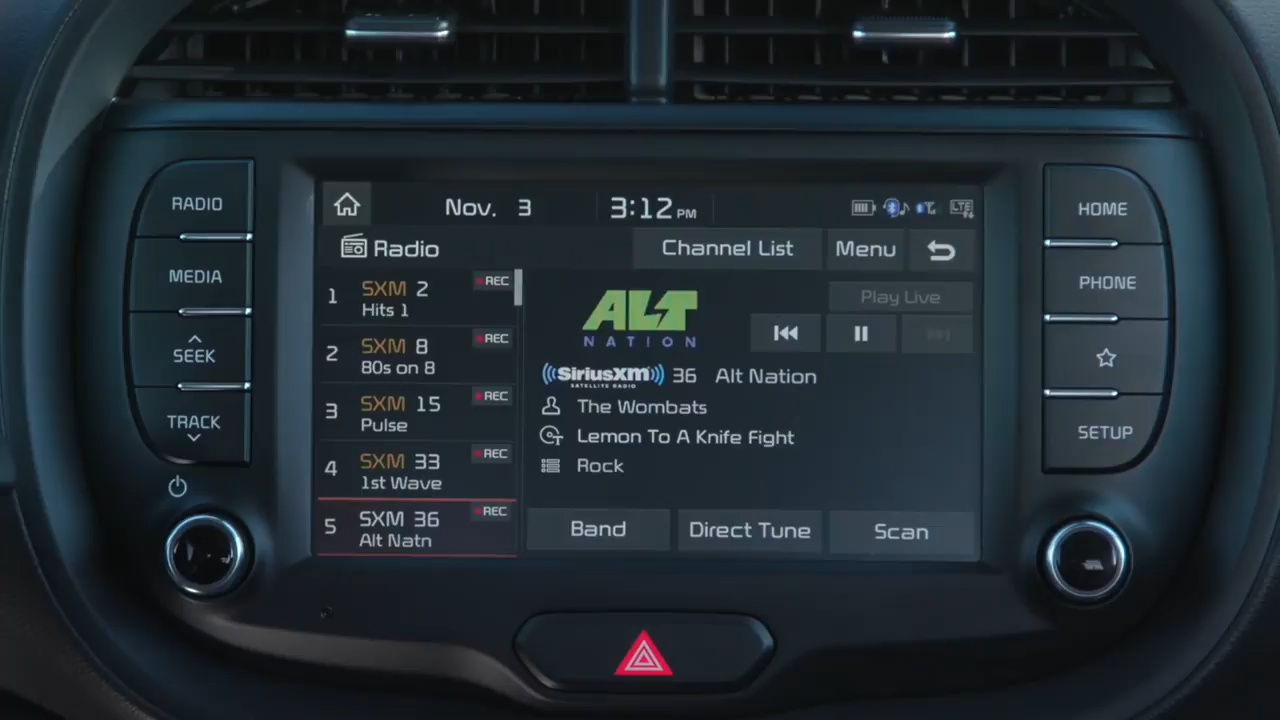 RADIO
MEDIA
SEEK
TRACK
Nov. 3
3:12 PM
LTE
Radio
Channel List
Menu
1 SXM 2 REC
Hits 1
2 SXM 8 REC
80s on 8
3 SXM 15 REC
Pulse
4 SXM 33 REC
1st Wave
5 SXM 36 REC
Alt Natn
ALT
NATION
Play Live
((SiriusXM)) 36 Alt Nation
SATELLITE RADIO
The Wombats
Lemon To A Knife Fight
Rock
Band
Direct Tune
Scan
HOME
PHONE
SETUP